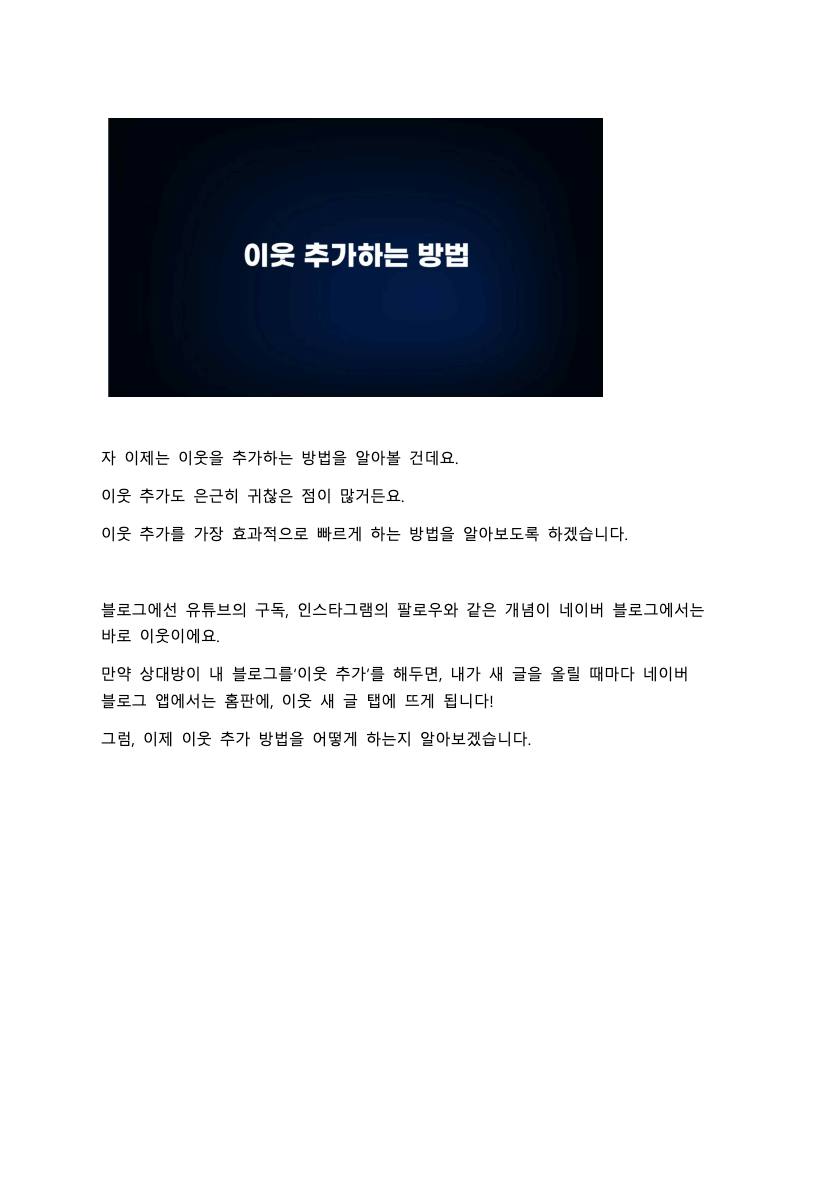 이웃 추가하는 방법
자 이제는 이웃을 추가하는 방법을 알아볼 건데요.
이웃 추가도 은근히 귀찮은 점이 많거든요.
이웃 추가를 가장 효과적으로 빠르게 하는 방법을 알아보도록 하겠습니다.
블로그에선 유튜브의 구독, 인스타그램의 팔로우와 같은 개념이 네이버 블로그에서는
바로 이웃이에요.
만약 상대방이 내 블로그를‘이웃 추가‘를 해두면, 내가 새 글을 올릴 때마다 네이버
블로그 앱에서는 홈판에, 이웃 새 글 탭에 뜨게 됩니다!
그럼, 이제 이웃 추가 방법을 어떻게 하는지 알아보겠습니다.